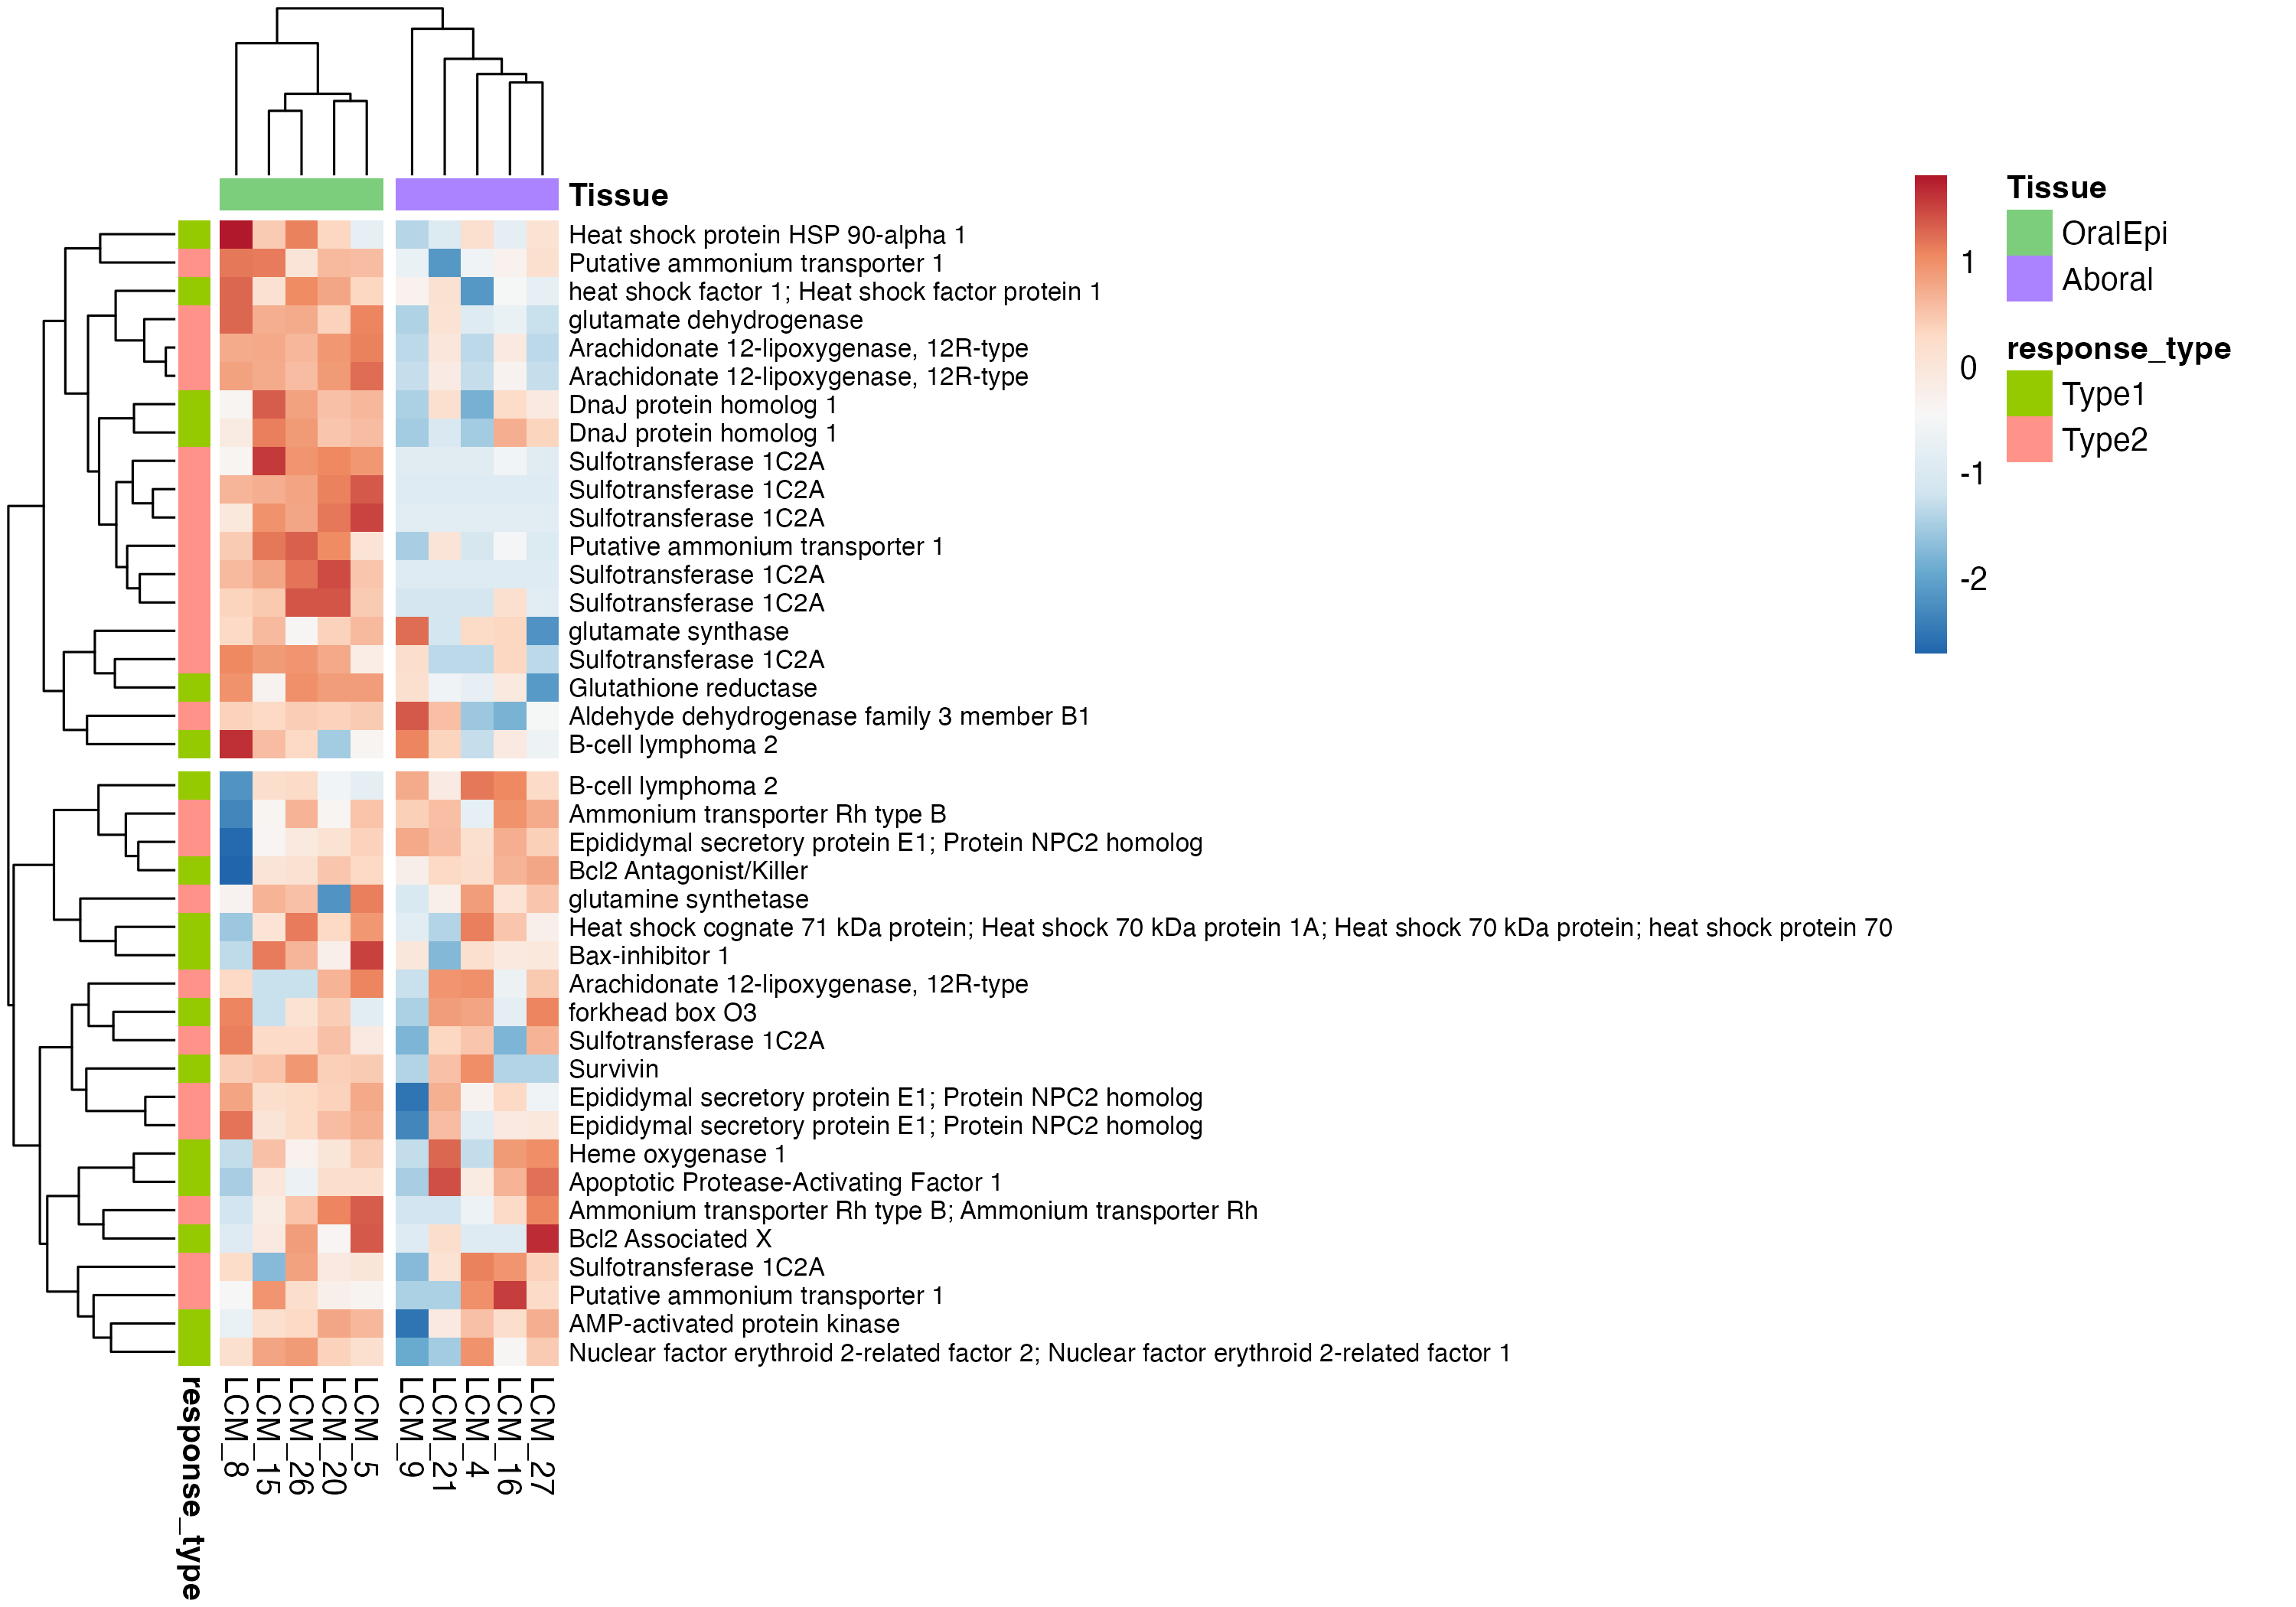 Tissue
Heat shock protein HSP 90-alpha 1
Putative ammonium transporter 1
heat shock factor 1; Heat shock factor protein 1
glutamate dehydrogenase
Arachidonate 12-lipoxygenase, 12R-type
Arachidonate 12-lipoxygenase, 12R-type
DnaJ protein homolog 1
DnaJ protein homolog 1
Sulfotransferase 1C2A
Sulfotransferase 1C2A
Sulfotransferase 1C2A
Putative ammonium transporter 1
Sulfotransferase 1C2A
Sulfotransferase 1C2A
glutamate synthase
Sulfotransferase 1C2A
Glutathione reductase
Aldehyde dehydrogenase family 3 member B1
B-cell lymphoma 2
B-cell lymphoma 2
Ammonium transporter Rh type B
Epididymal secretory protein E1; Protein NPC2 homolog
Bcl2 Antagonist/Killer
glutamine synthetase
Heat shock cognate 71 kDa protein; Heat shock 70 kDa protein 1A; Heat shock 70 kDa protein; heat shock protein 70
Bax-inhibitor 1
Arachidonate 12-lipoxygenase, 12R-type
forkhead box O3
Sulfotransferase 1C2A
Survivin
Epididymal secretory protein E1; Protein NPC2 homolog
Epididymal secretory protein E1; Protein NPC2 homolog
Heme oxygenase 1
Apoptotic Protease-Activating Factor 1
Ammonium transporter Rh type B; Ammonium transporter Rh
Bcl2 Associated X
Sulfotransferase 1C2A
Putative ammonium transporter 1
AMP-activated protein kinase
Nuclear factor erythroid 2-related factor 2; Nuclear factor erythroid 2-related factor 1
response_type
LCM_8
LCM_15
LCM_26
LCM_20
LCM_5
LCM_9
LCM_21
LCM_4
LCM_16
LCM_27
1
0
-1
-2
Tissue
OralEpi
Aboral
response_type
Type1
Type2